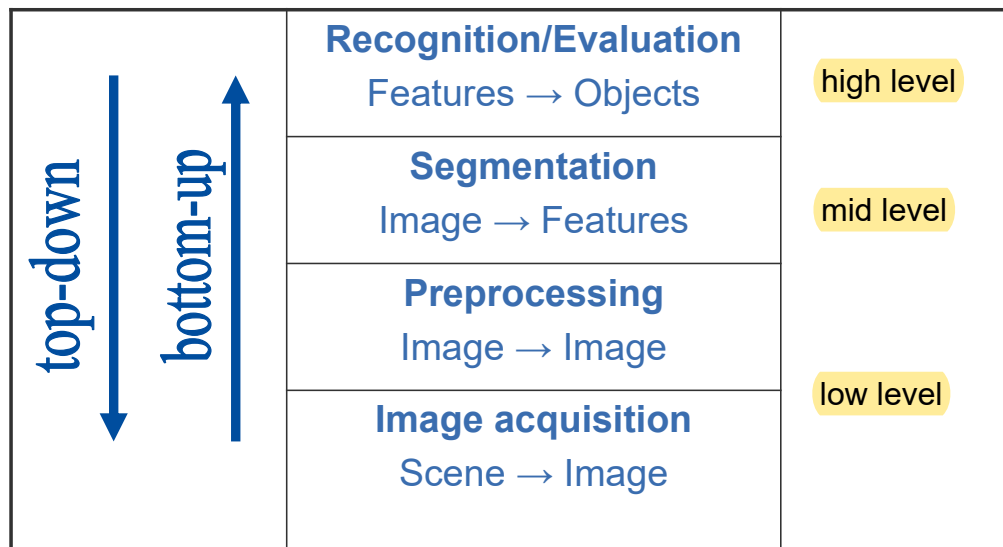 top-down
bottom-up
Recognition/Evaluation
Features → Objects
high level
Segmentation
Image → Features
mid level
Preprocessing
Image → Image
low level
Image acquisition
Scene → Image